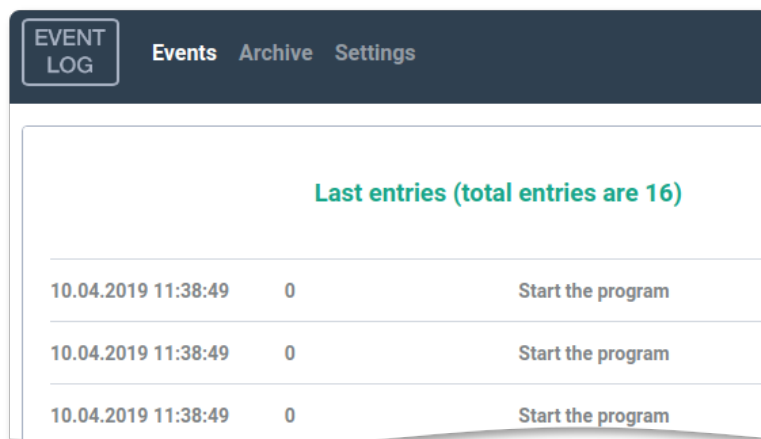 EVENT
LOG
Events Archive Settings
Last entries (total entries are 16)
10.04.2019 11:38:49 0 Start the program
10.04.2019 11:38:49 0 Start the program
10.04.2019 11:38:49 0 Start the program